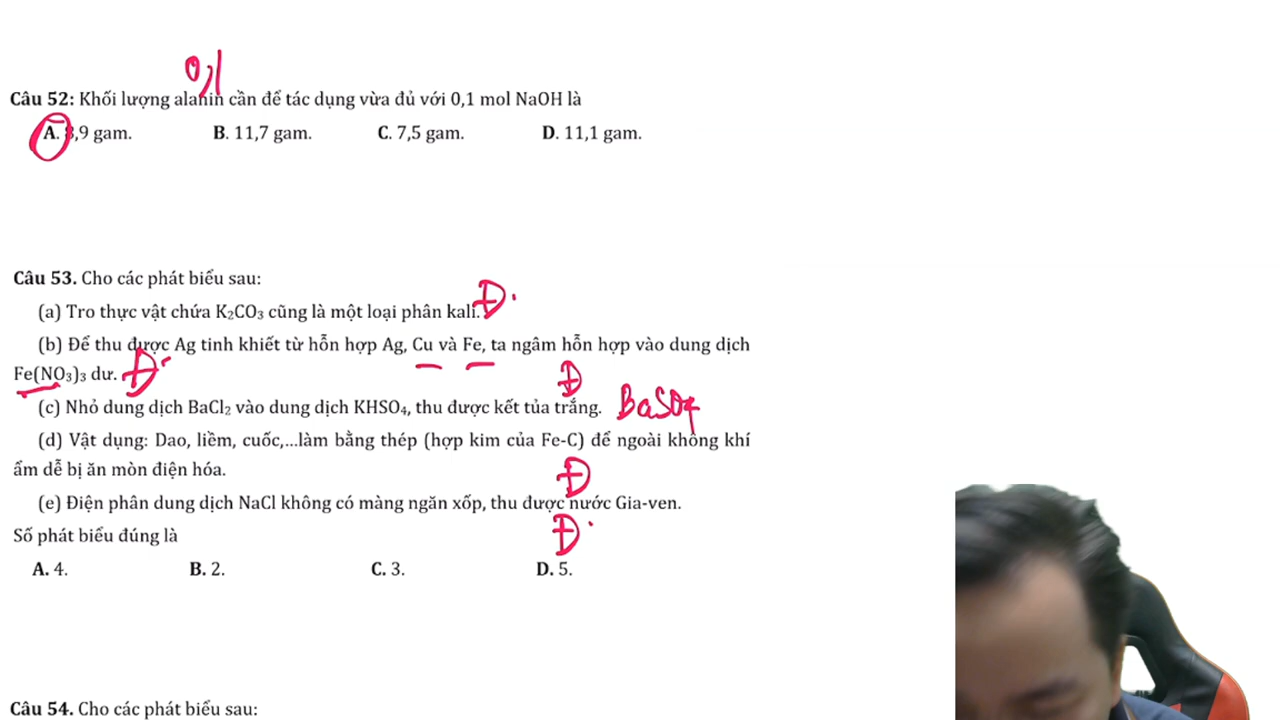 0,1
Câu 52: Khối lượng alanin cần để tác dụng vừa đủ với 0,1 mol NaOH là
A. 8,9 gam. B. 11,7 gam. C. 7,5 gam. D. 11,1 gam.
Câu 53. Cho các phát biểu sau:
(a) Tro thực vật chứa K₂CO₃ cũng là một loại phân kali. Đ
(b) Để thu được Ag tinh khiết từ hỗn hợp Ag, Cu và Fe, ta ngâm hỗn hợp vào dung dịch
Fe(NO₃)₃ dư. Đ
Đ
(c) Nhỏ dung dịch BaCl₂ vào dung dịch KHSO₄, thu được kết tủa trắng. BaSO₄
(d) Vật dụng: Dao, liềm, cuốc,...làm bằng thép (hợp kim của Fe-C) để ngoài không khí
ẩm dễ bị ăn mòn điện hóa.
Đ
(e) Điện phân dung dịch NaCl không có màng ngăn xốp, thu được nước Gia-ven.
Đ
Số phát biểu đúng là
A. 4. B. 2. C. 3. D. 5.
Câu 54. Cho các phát biểu sau: